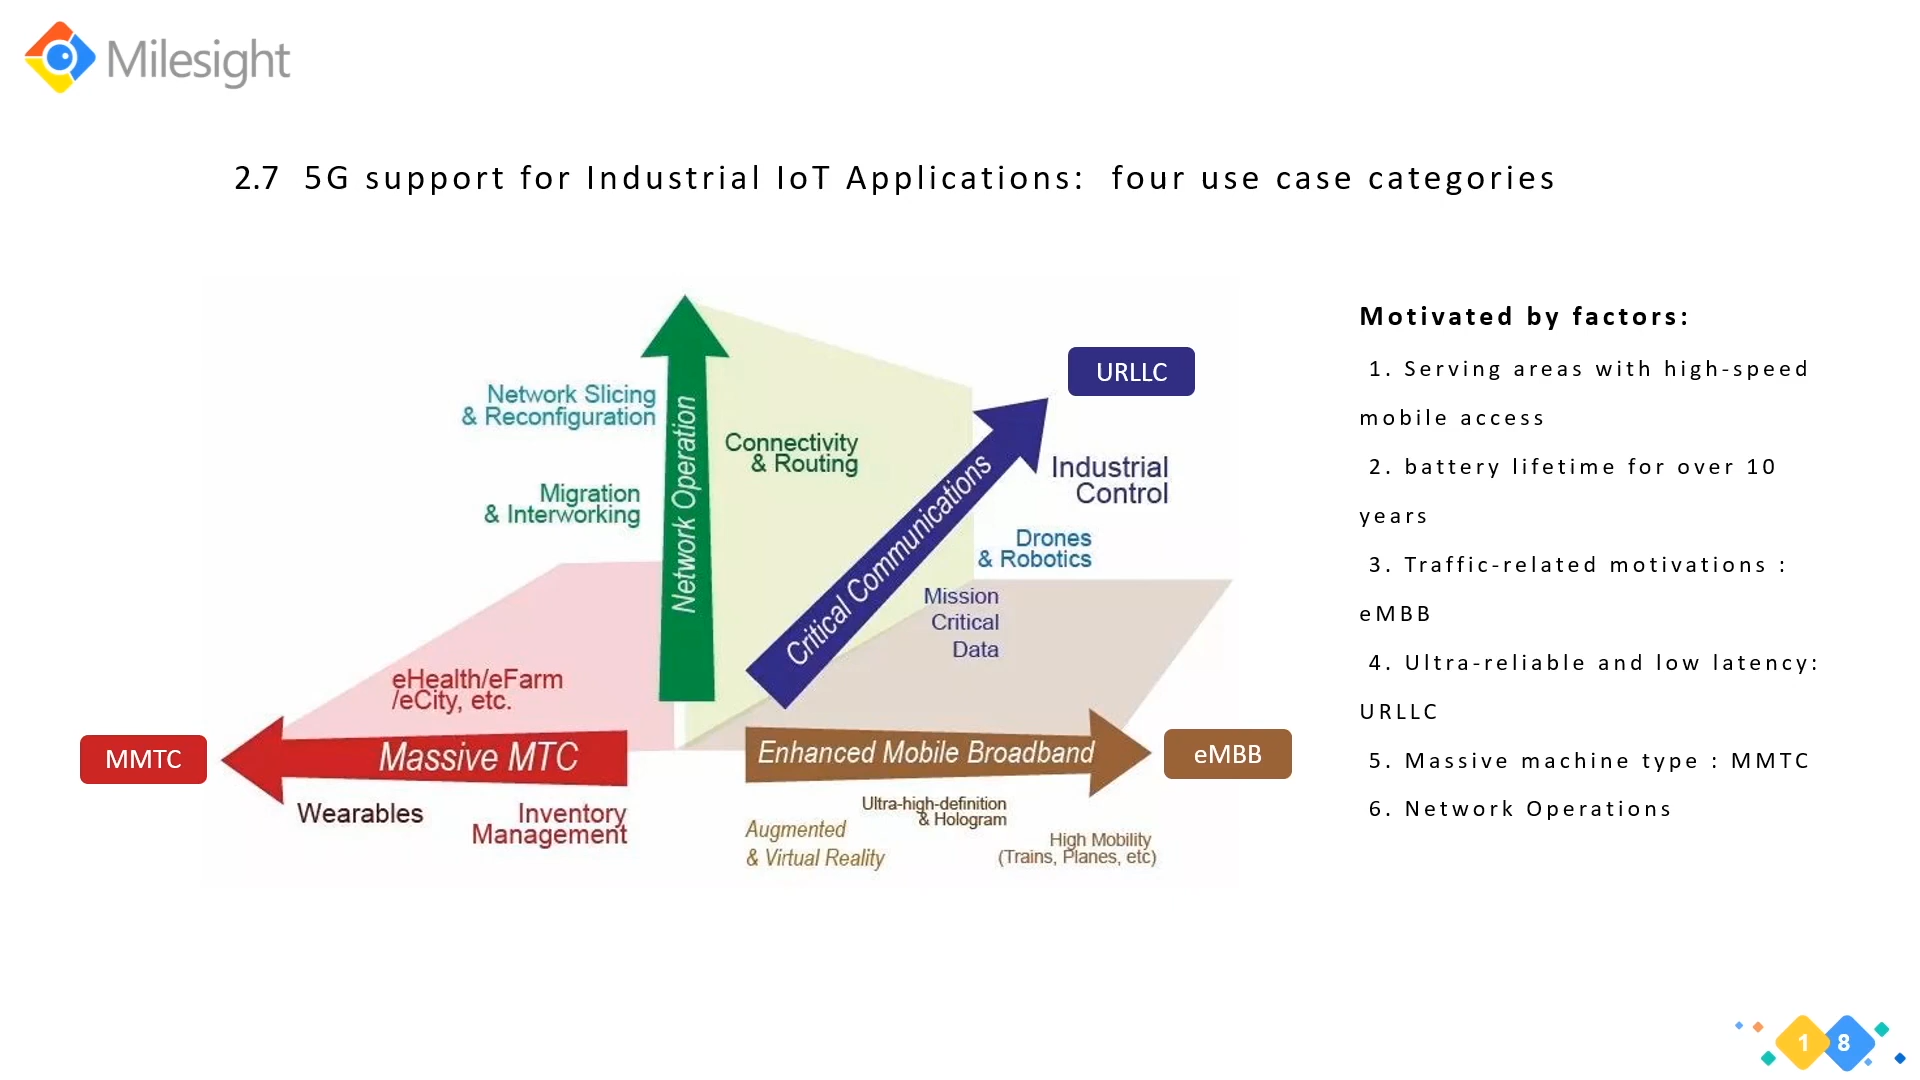 Milesight
2.7 5G support for Industrial IoT Applications: four use case categories
Network Slicing
& Reconfiguration
Migration
& Interworking
Network Operation
Connectivity
& Routing
URLLC
Critical Communications
Industrial
Control
Drones
& Robotics
Mission
Critical
Data
eHealth/eFarm
/eCity, etc.
MMTC
Massive MTC
Wearables
Inventory
Management
Enhanced Mobile Broadband
eMBB
Ultra-high-definition
& Hologram
Augmented
& Virtual Reality
High Mobility
(Trains, Planes, etc)
Motivated by factors:
1. Serving areas with high-speed
mobile access
2. battery lifetime for over 10
years
3. Traffic-related motivations :
eMBB
4. Ultra-reliable and low latency:
URLLC
5. Massive machine type : MMTC
6. Network Operations
1 8